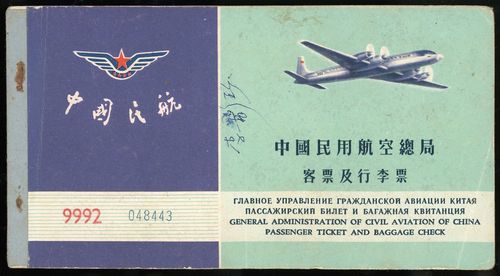 中國民航
9992 048443
中國民用航空總局
客票及行李票
ГЛАВНОЕ УПРАВЛЕНИЕ ГРАЖДАНСКОЙ АВИАЦИИ КИТАЯ
ПАССАЖИРСКИЙ БИЛЕТ И БАГАЖНАЯ КВИТАНЦИЯ
GENERAL ADMINISTRATION OF CIVIL AVIATION OF CHINA
PASSENGER TICKET AND BAGGAGE CHECK